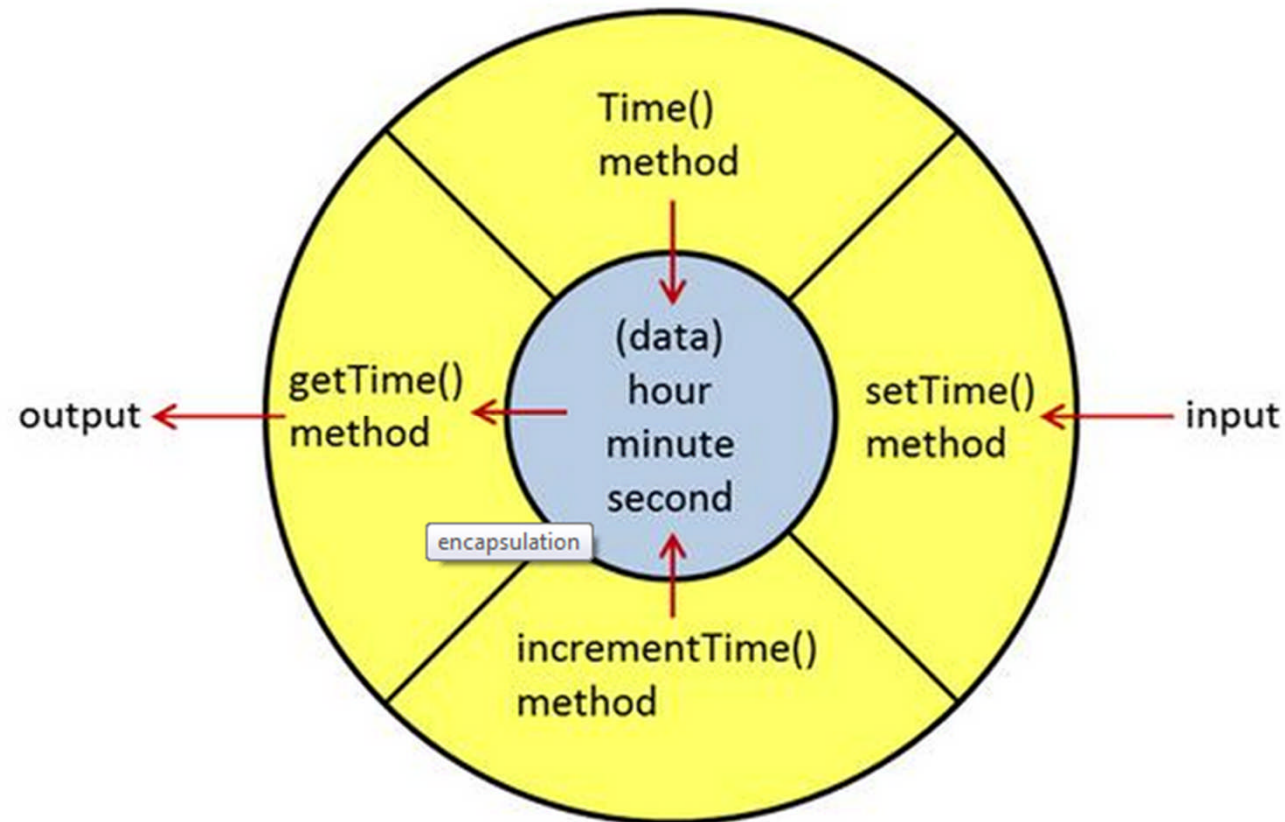 Time()
method
(data)
hour
minute
second
getTime()
method
setTime()
method
output
input
encapsulation
incrementTime()
method